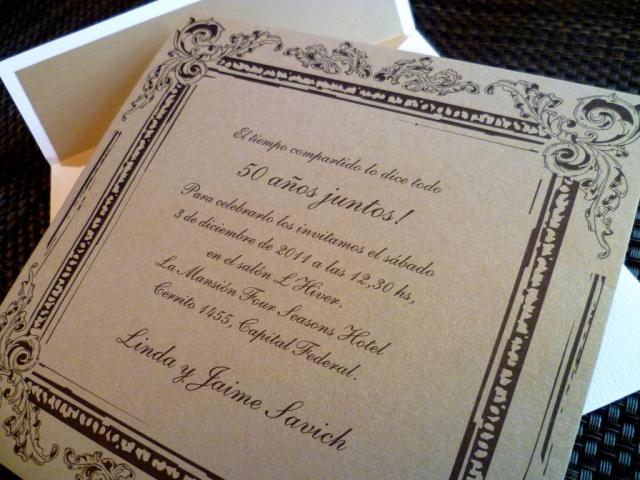 El tiempo compartido lo dice todo
50 años juntos!
Para celebrarlo los invitamos el sábado
3 de diciembre de 2011 a las 12,30 hs,
en el salón L'Hiver.
La Mansión Four Seasons Hotel
Cerrito 1455, Capital Federal.
Linda y Jaime Savich